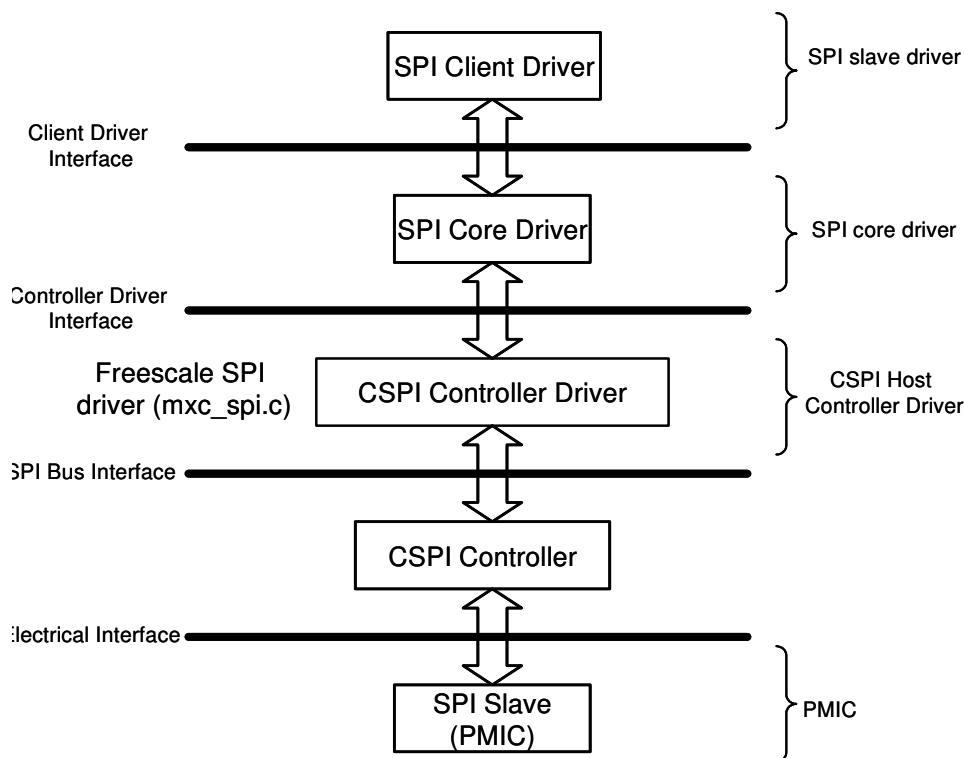 SPI Client Driver
SPI slave driver
Client Driver
Interface
SPI Core Driver
SPI core driver
Controller Driver
Interface
Freescale SPI
driver (mxc_spi.c)
CSPI Controller Driver
CSPI Host
Controller Driver
SPI Bus Interface
CSPI Controller
Electrical Interface
SPI Slave
(PMIC)
PMIC